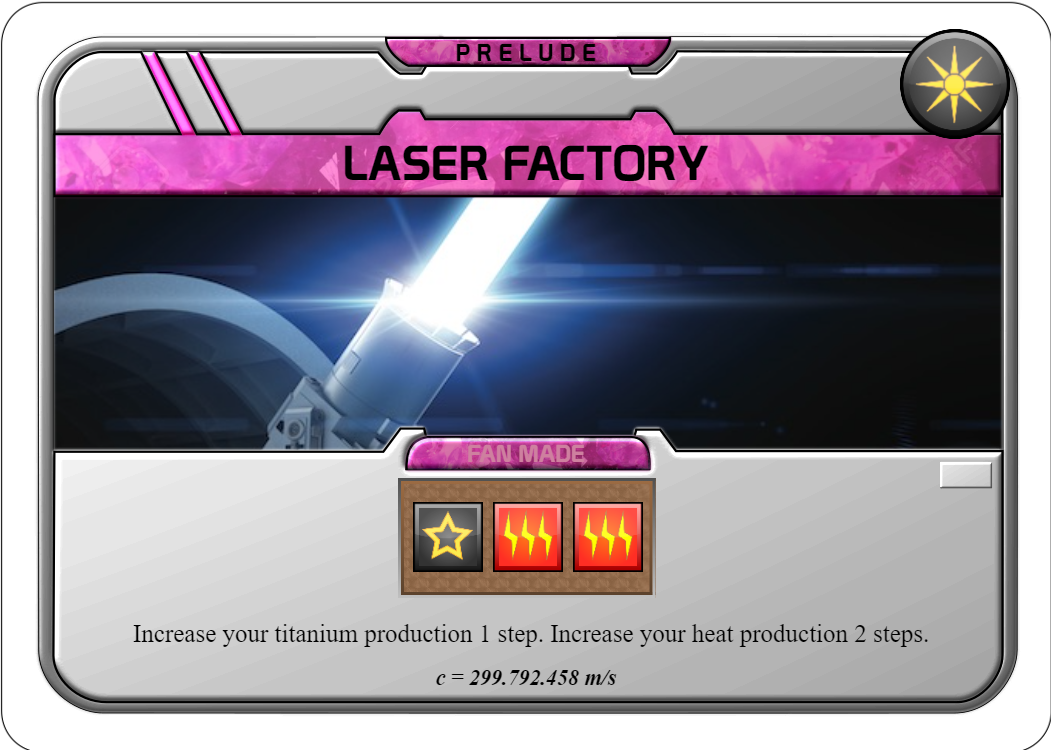 PRELUDE
LASER FACTORY
FAN MADE
Increase your titanium production 1 step. Increase your heat production 2 steps.
c = 299.792.458 m/s